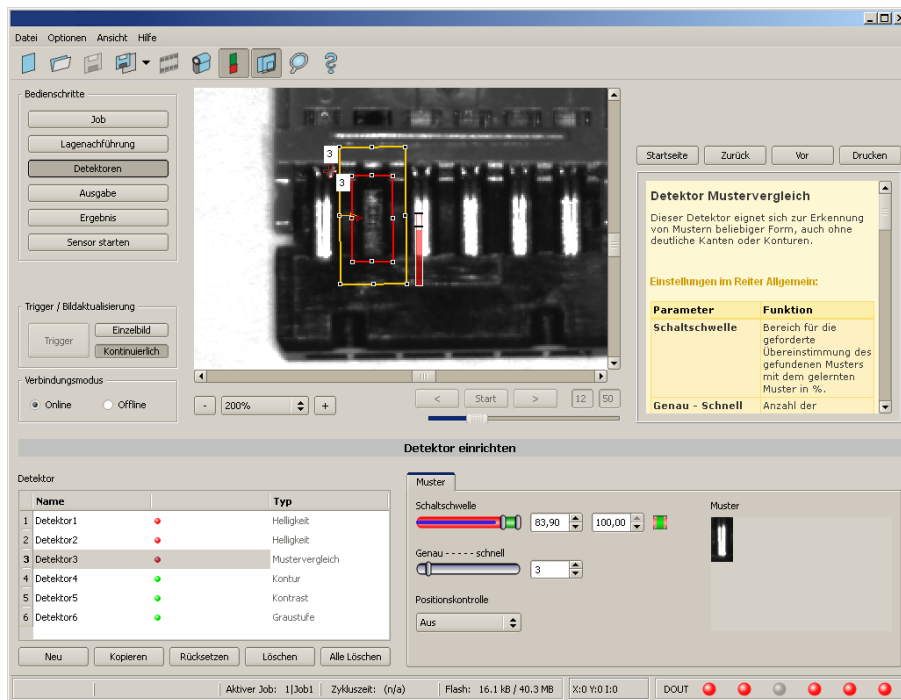 Datei Optionen Ansicht Hilfe
Bedienschritte
Job
Lagenachführung
Detektoren
Ausgabe
Ergebnis
Sensor starten
Trigger / Bildaktualisierung
Trigger
Einzelbild
Kontinuierlich
Verbindungsmodus
Online Offline
3
3
- 200% +
< Start > 12 50
Startseite Zurück Vor Drucken
Detektor Mustervergleich
Dieser Detektor eignet sich zur Erkennung
von Mustern beliebiger Form, auch ohne
deutliche Kanten oder Konturen.
Einstellungen im Reiter Allgemein:
Parameter Funktion
Schaltschwelle Bereich für die
geforderte
Übereinstimmung des
gefundenen Musters
mit dem gelernten
Muster in %.
Genau - Schnell Anzahl der
Detektor einrichten
Detektor
Name Typ
1 Detektor1 Helligkeit
2 Detektor2 Helligkeit
3 Detektor3 Mustervergleich
4 Detektor4 Kontur
5 Detektor5 Kontrast
6 Detektor6 Graustufe
Neu Kopieren Rücksetzen Löschen Alle Löschen
Muster
Schaltschwelle
83,90 100,00
Genau - - - - - schnell
3
Positionskontrolle
Aus
Muster
Aktiver Job: 1|Job1 Zykluszeit: (n/a) Flash: 16.1 kB / 40.3 MB X:0 Y:0 I:0 DOUT